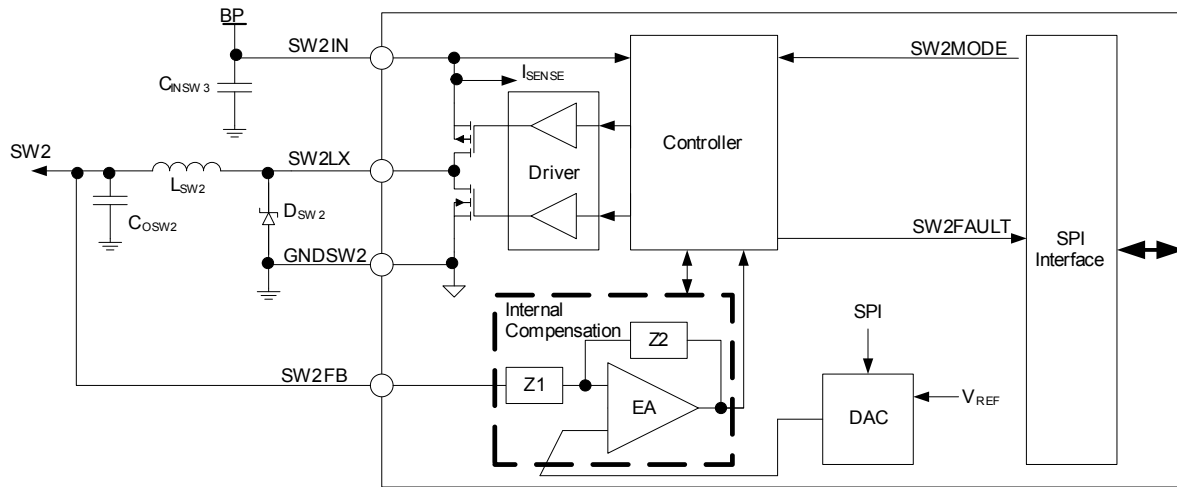 BP
SW2IN
SW2MODE
ISENSE
CINSW3
Controller
SW2
SW2LX
Driver
LSW2
DSW2
COSW2
SW2FAULT
GNDSW2
SPI
Interface
Internal
Compensation
SPI
Z2
SW2FB
Z1
EA
DAC
VREF